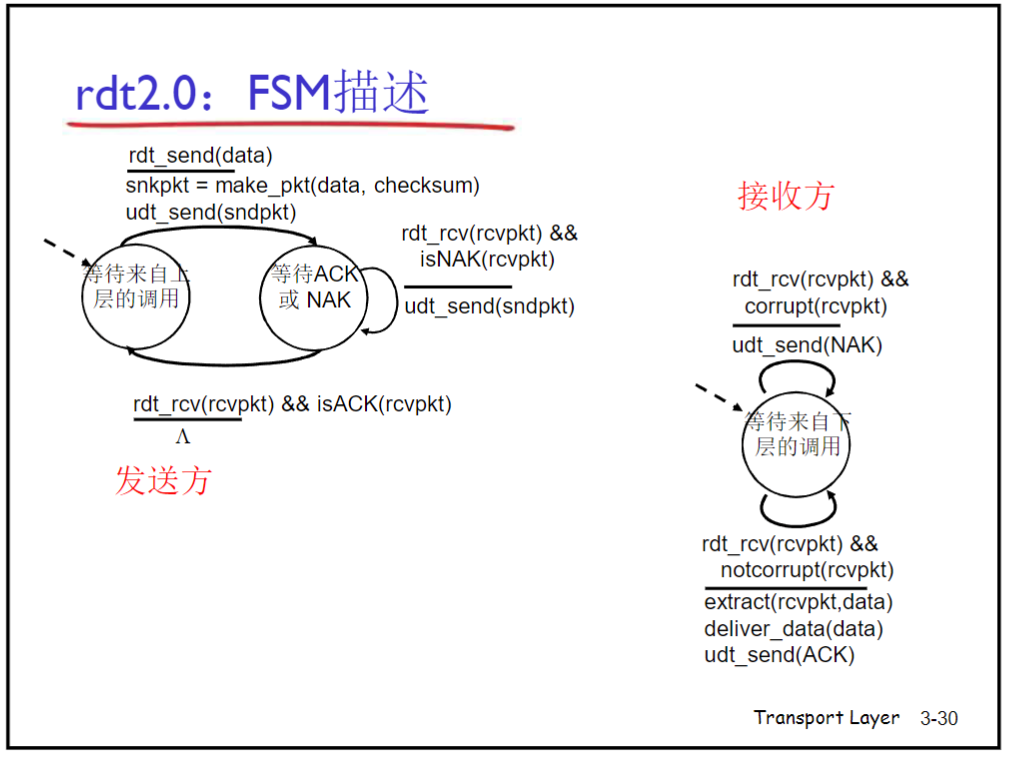 rdt2.0：FSM描述
rdt_send(data)
snkpkt = make_pkt(data, checksum)
udt_send(sndpkt)
rdt_rcv(rcvpkt) &&
isNAK(rcvpkt)
udt_send(sndpkt)
等待来自上
层的调用
等待ACK
或 NAK
rdt_rcv(rcvpkt) && isACK(rcvpkt)
Λ
发送方
接收方
rdt_rcv(rcvpkt) &&
corrupt(rcvpkt)
udt_send(NAK)
等待来自下
层的调用
rdt_rcv(rcvpkt) &&
notcorrupt(rcvpkt)
extract(rcvpkt,data)
deliver_data(data)
udt_send(ACK)
Transport Layer 3-30